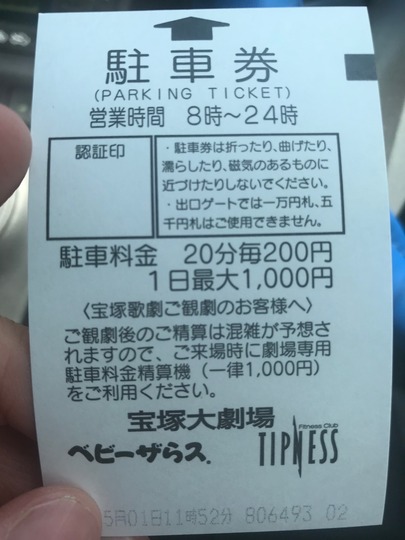 駐車券
(PARKING TICKET)
営業時間 8時~24時
認証印
・駐車券は折ったり、曲げたり、
濡らしたり、磁気のあるものに
近づけたりしないでください。
・出口ゲートでは一万円札、五
千円札はご使用できません。
駐車料金 20分毎200円
1日最大1,000円
〈宝塚歌劇ご観劇のお客様へ〉
ご観劇後のご精算は混雑が予想さ
れますので、ご来場時に劇場専用
駐車料金精算機(一律1,000円)
をご利用ください。
宝塚大劇場
ベビーザらス.
Fitness Club
TIPNESS
5月01日11時52分 806493 02